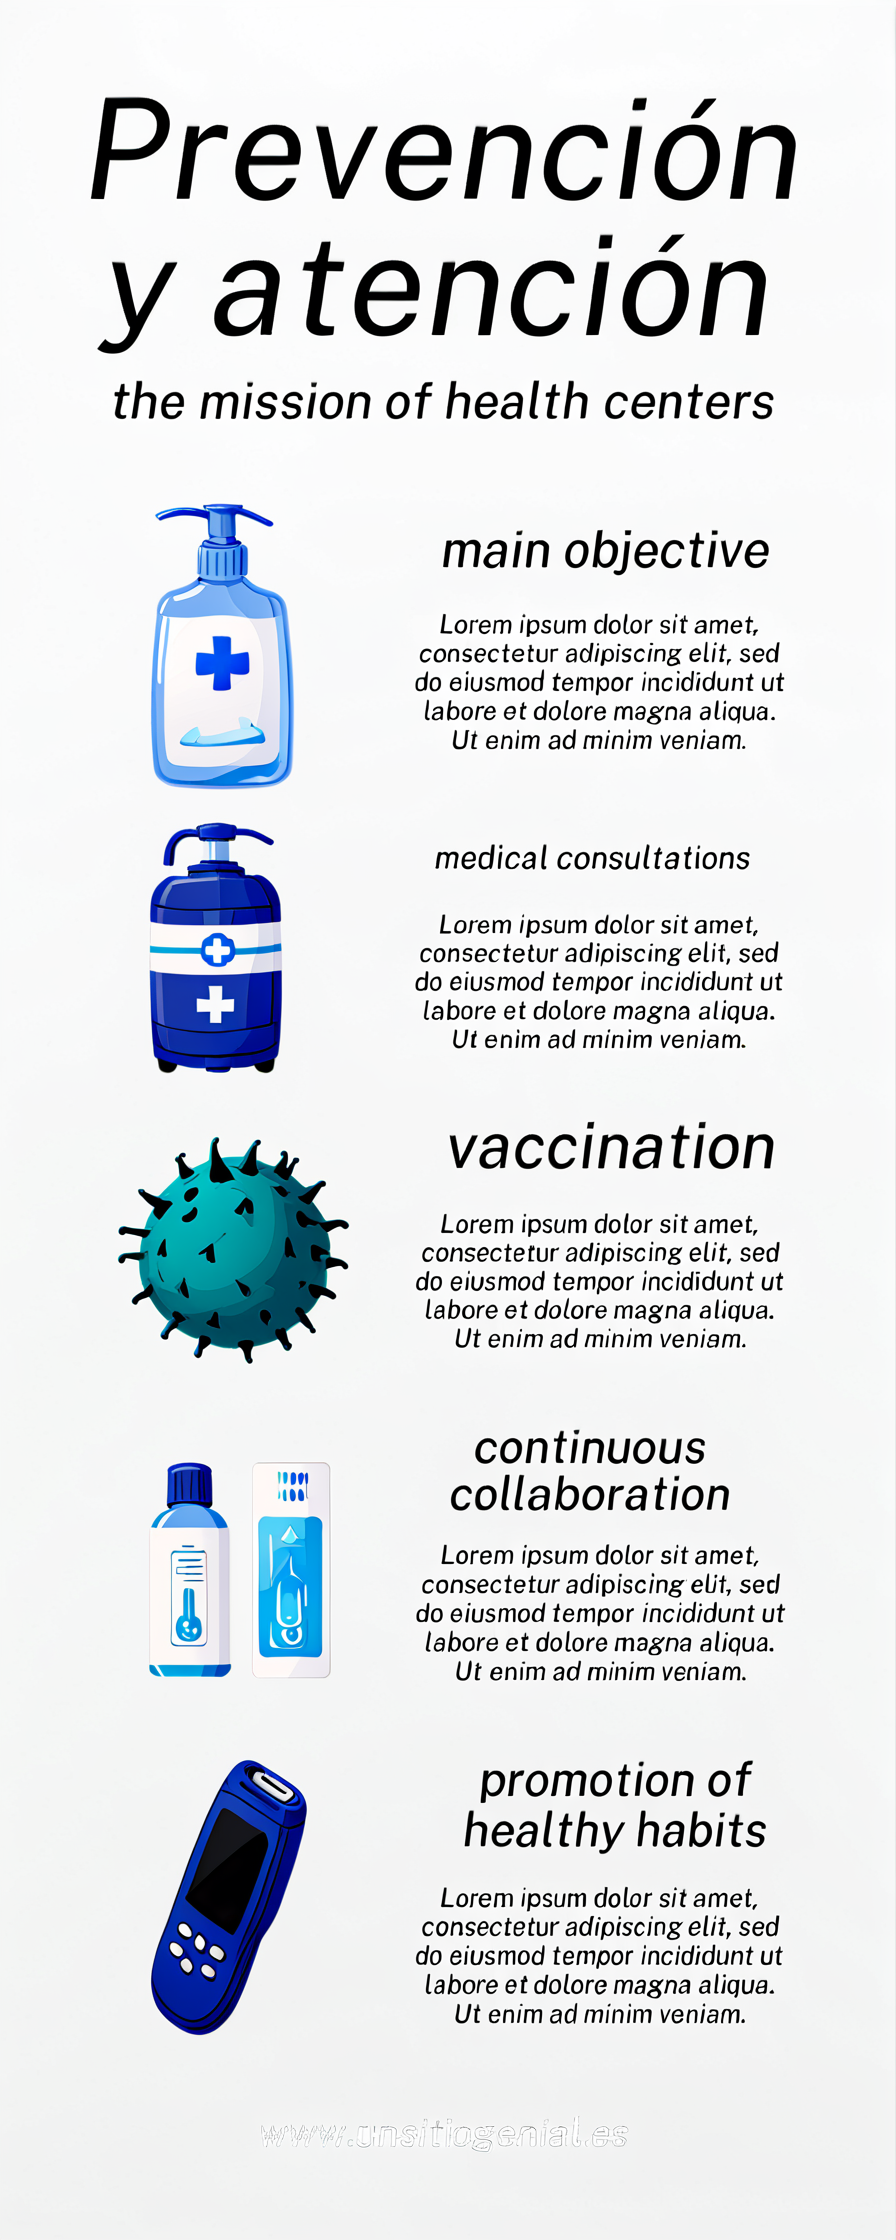 Prevención
y atención
the mission of health centers
main objective
Lorem ipsum dolor sit amet,
consectetur adipiscing elit, sed
do eiusmod tempor incididunt ut
labore et dolore magna aliqua.
Ut enim ad minim veniam.
medical consultations
Lorem ipsum dolor sit amet,
consectetur adipiscing elit, sed
do eiusmod tempor incididunt ut
labore et dolore magna aliqua.
Ut enim ad minim veniam.
vaccination
Lorem ipsum dolor sit amet,
consectetur adipiscing elit, sed
do eiusmod tempor incididunt ut
labore et dolore magna aliqua.
Ut enim ad minim veniam.
continuous
collaboration
Lorem ipsum dolor sit amet,
consectetur adipiscing elit, sed
do eiusmod tempor incididunt ut
labore et dolore magna aliqua.
Ut enim ad minim veniam.
promotion of
healthy habits
Lorem ipsum dolor sit amet,
consectetur adipiscing elit, sed
do eiusmod tempor incididunt ut
labore et dolore magna aliqua.
Ut enim ad minim veniam.
www.unsitiogenial.es